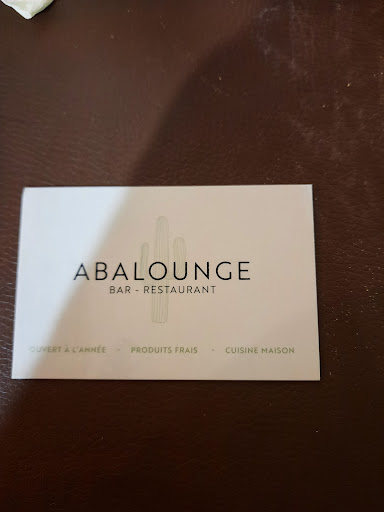 ABALOUNGE
BAR - RESTAURANT
OUVERT À L'ANNÉE - PRODUITS FRAIS - CUISINE MAISON